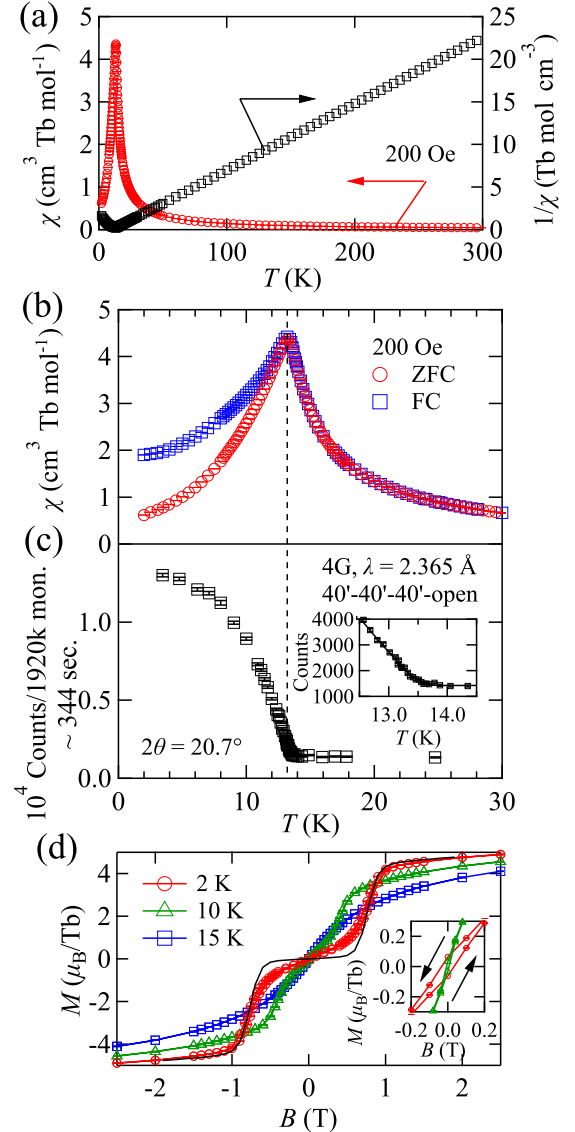 (a)
5
4
3
2
1
0
χ (cm³ Tb mol⁻¹)
25
20
15
10
5
0
1/χ (Tb mol cm⁻³)
200 Oe
100
200
300
T (K)
(b)
5
4
3
2
1
0
χ (cm³ Tb mol⁻¹)
200 Oe
ZFC
FC
(c)
1.0
0.5
0.0
10⁴ Counts/1920k mon.
~ 344 sec.
4G, λ = 2.365 Å
40'-40'-40'-open
4000
3000
2000
1000
Counts
13.0
14.0
T (K)
2θ = 20.7°
0
10
20
30
T (K)
(d)
4
2
0
-2
-4
M (μB/Tb)
2 K
10 K
15 K
0.2
0.0
-0.2
M (μB/Tb)
-0.2
0.0
0.2
B (T)
-2
-1
0
1
2
B (T)